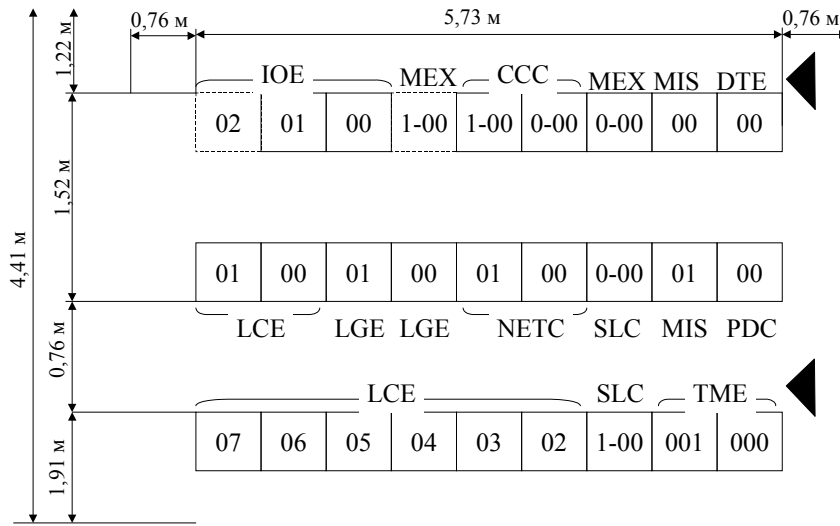 0,76 м 5,73 м 0,76 м
1,22 м
IOE MEX CCC MEX MIS DTE
02 01 00 1-00 1-00 0-00 0-00 00 00
1,52 м
4,41 м
01 00 01 00 01 00 0-00 01 00
LCE LGE LGE NETC SLC MIS PDC
0,76 м
LCE SLC TME
07 06 05 04 03 02 1-00 001 000
1,91 м